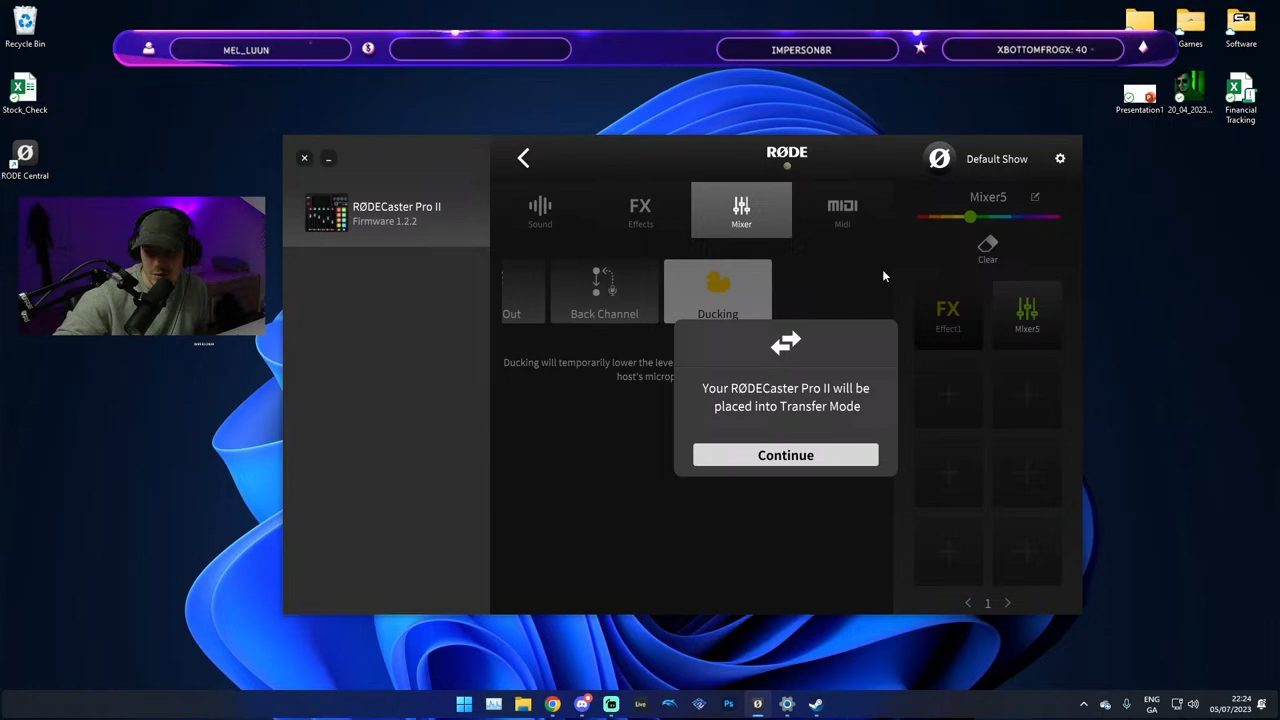 Recycle Bin
Stock_Check
RØDE Central
MEL_LUUN
IMPERSON8R
XBOTTOMFROGX: 40
Games
Software
Presentation1
20_04_2023...
Financial
Tracking
RØDECaster Pro II
Firmware 1.2.2
RØDE
Default Show
Sound
FX
Effects
Mixer
MIDI
Midi
Mixer5
Clear
Out
Back Channel
Ducking
FX
Effect1
Mixer5
Ducking will temporarily lower the leve
host's microp
Your RØDECaster Pro II will be
placed into Transfer Mode
Continue
1
Live
Ps
ENG
GA
22:24
05/07/2023